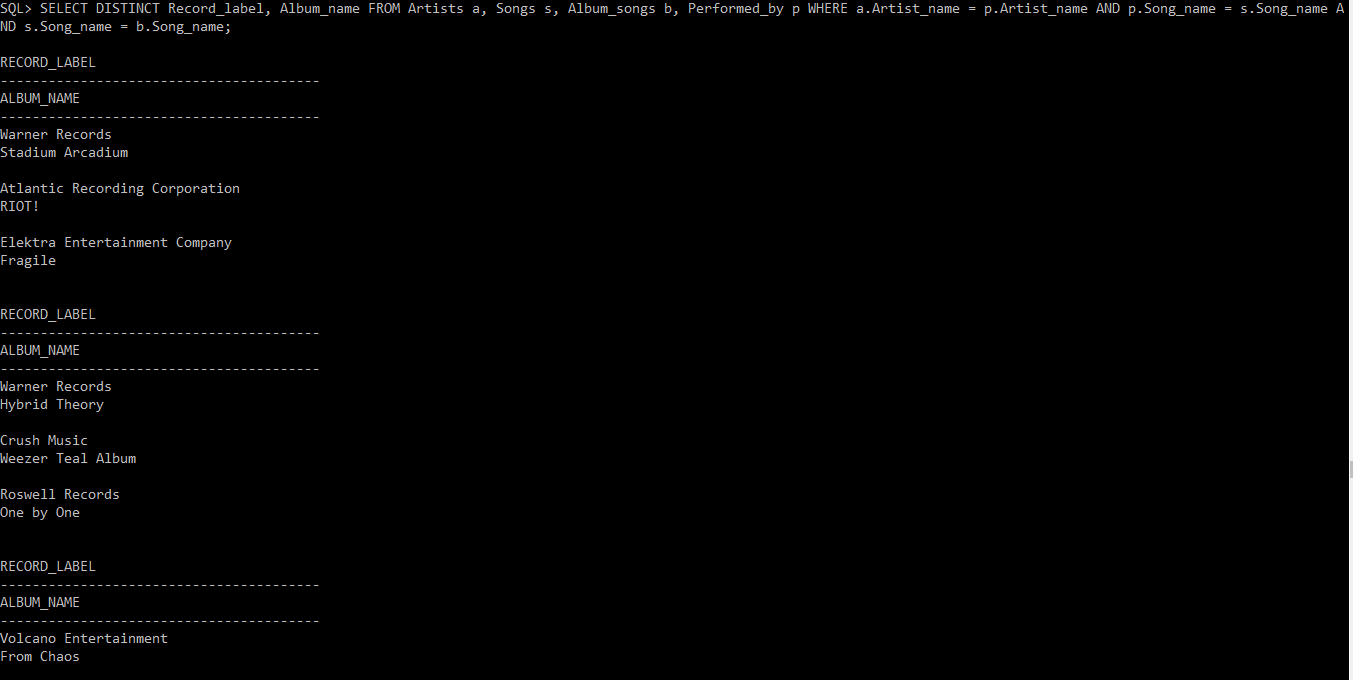 SQL> SELECT DISTINCT Record_label, Album_name FROM Artists a, Songs s, Album_songs b, Performed_by p WHERE a.Artist_name = p.Artist_name AND p.Song_name = s.Song_name A
ND s.Song_name = b.Song_name;
RECORD_LABEL
----------------------------------------
ALBUM_NAME
----------------------------------------
Warner Records
Stadium Arcadium
Atlantic Recording Corporation
RIOT!
Elektra Entertainment Company
Fragile
RECORD_LABEL
----------------------------------------
ALBUM_NAME
----------------------------------------
Warner Records
Hybrid Theory
Crush Music
Weezer Teal Album
Roswell Records
One by One
RECORD_LABEL
----------------------------------------
ALBUM_NAME
----------------------------------------
Volcano Entertainment
From Chaos